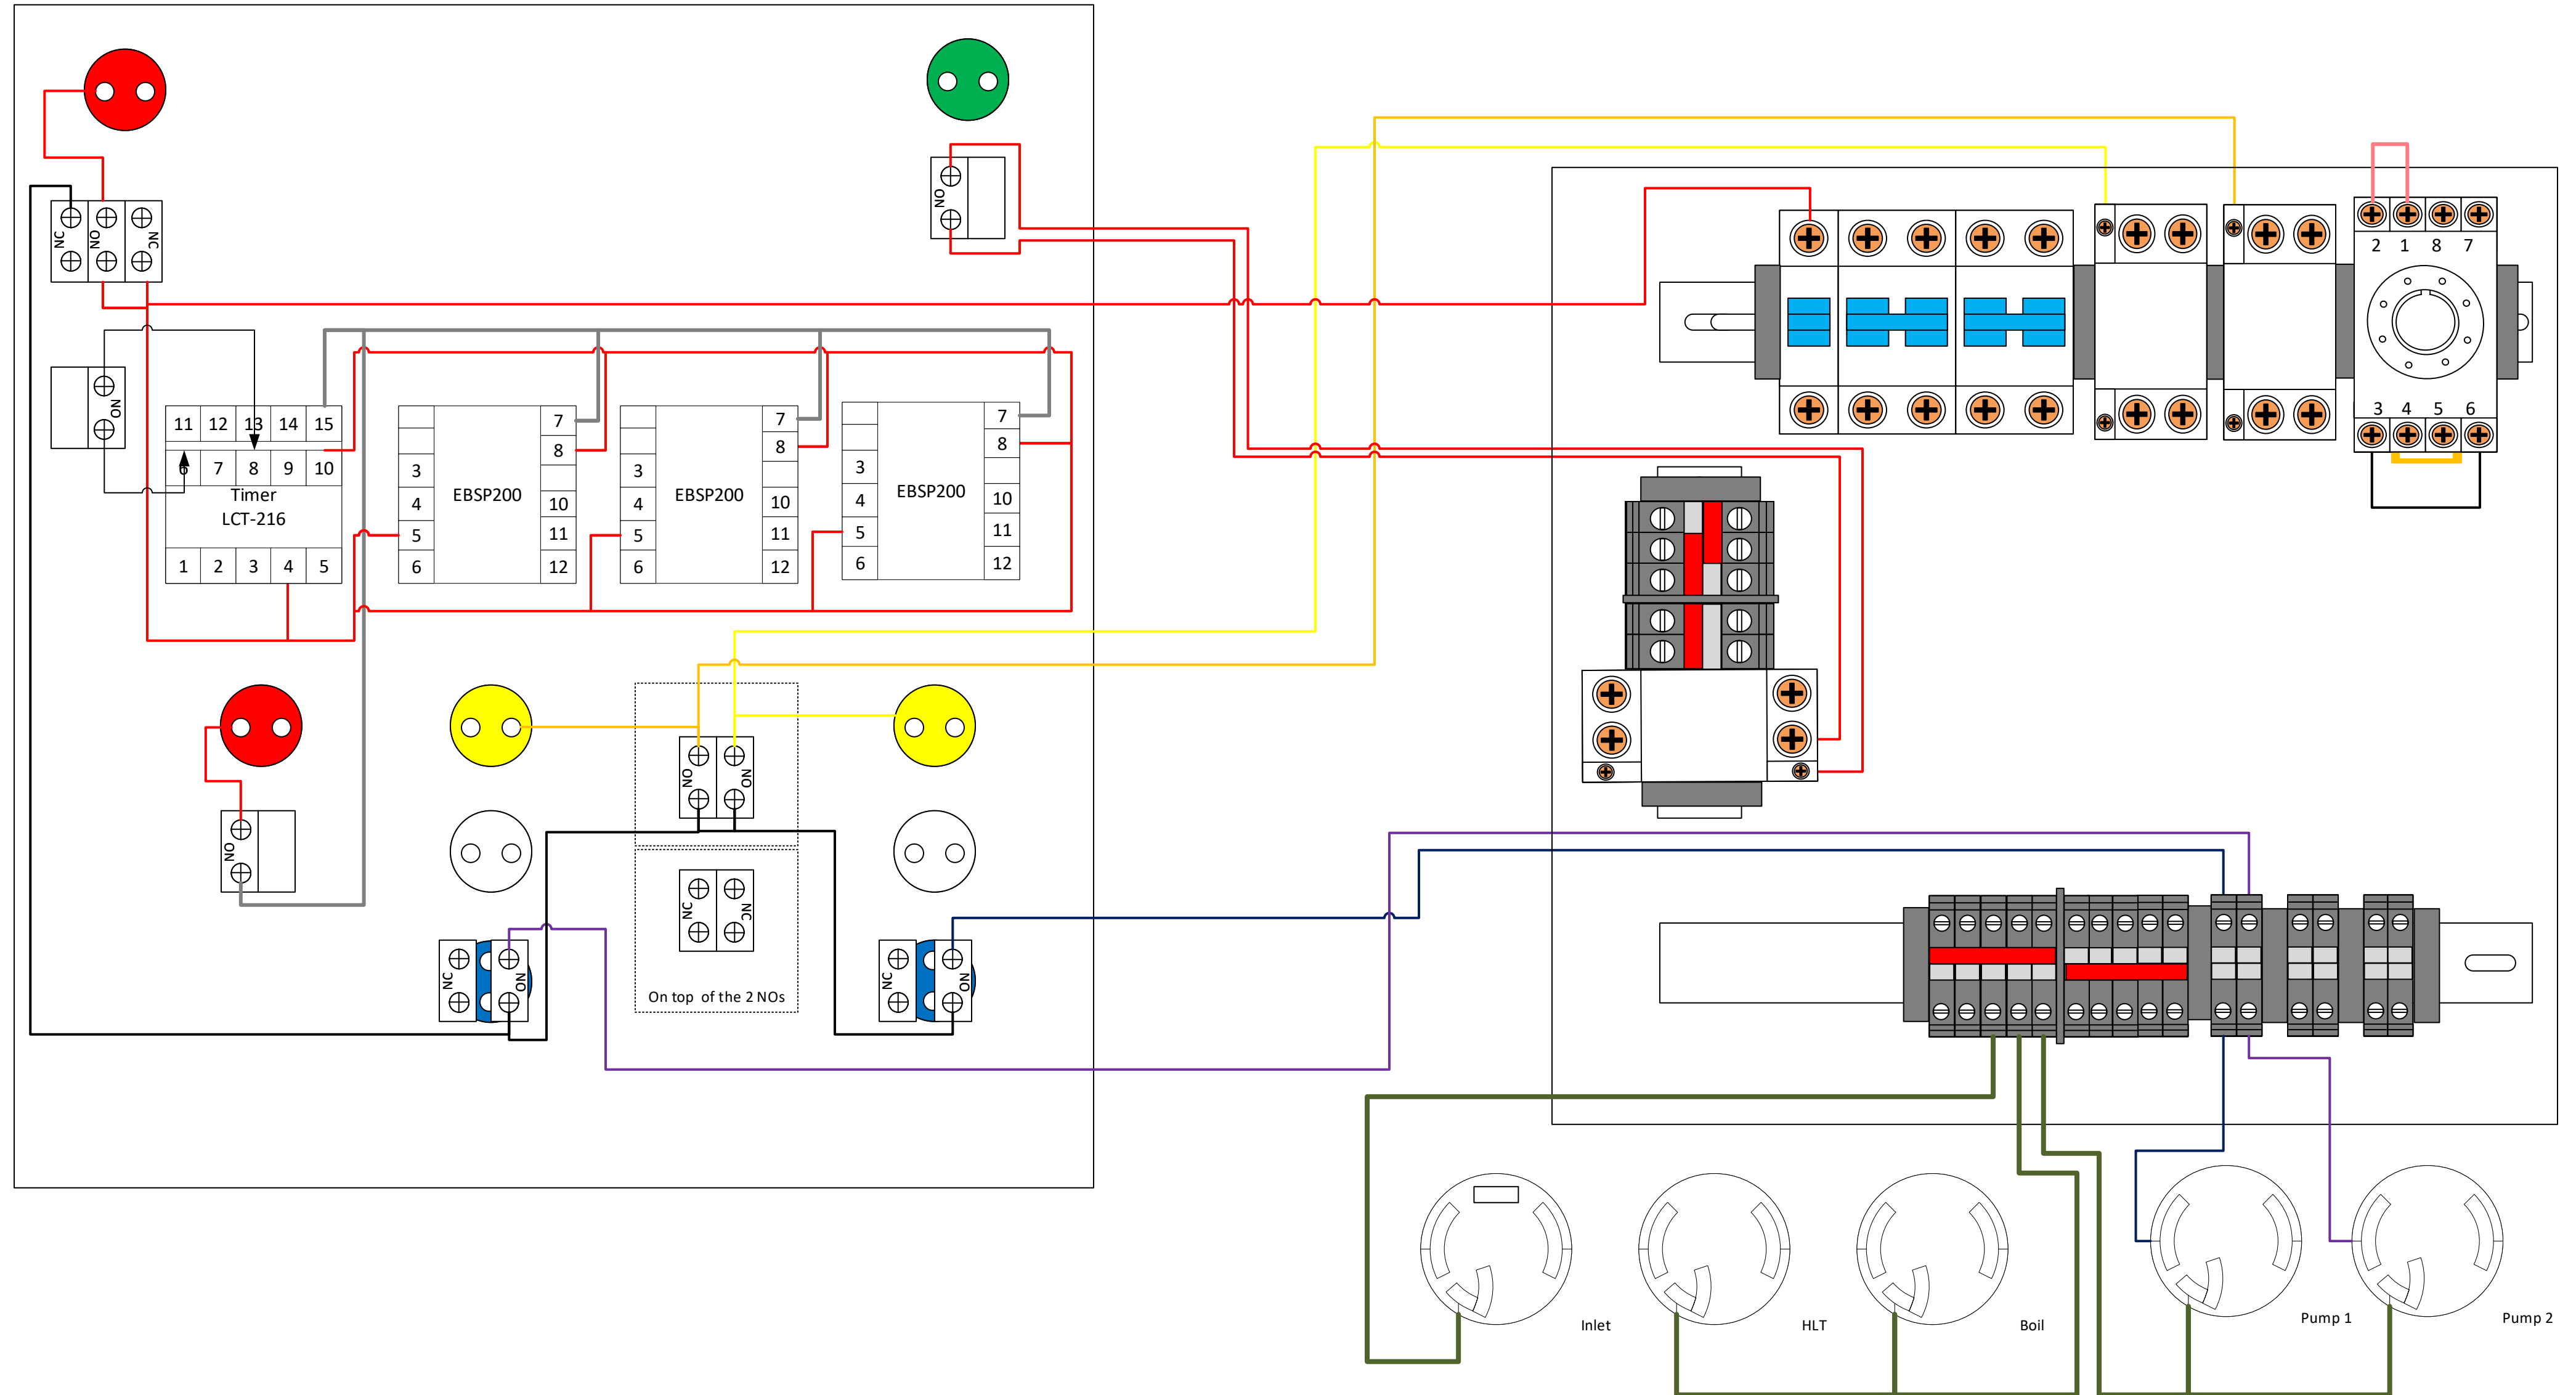 NC
NO
NC
NO
2 1 8 7
NO
11 12 13 14 15
6 7 8 9 10
Timer
LCT-216
1 2 3 4 5
7
8
3
4
5
6
EBSP200
10
11
12
7
8
3
4
5
6
EBSP200
10
11
12
7
8
3
4
5
6
EBSP200
10
11
12
3 4 5 6
NO
NO
NO
NC
NC
NC
NO
NC
NO
On top of the 2 NOs
Inlet
HLT
Boil
Pump 1
Pump 2